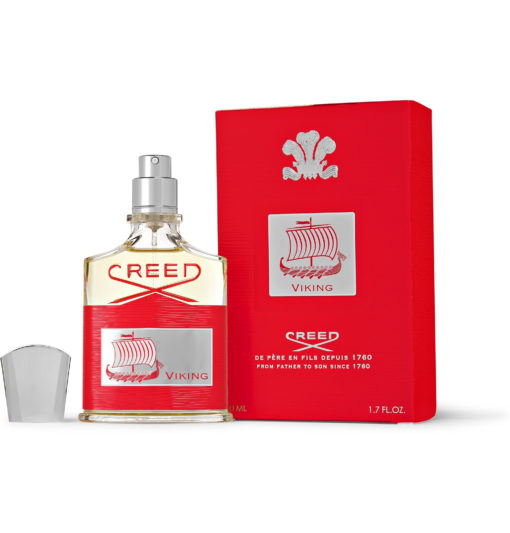 CREED
VIKING
VIKING
CREED
DE PÈRE EN FILS DEPUIS 1760
FROM FATHER TO SON SINCE 1760
ML
1.7 FL.OZ.